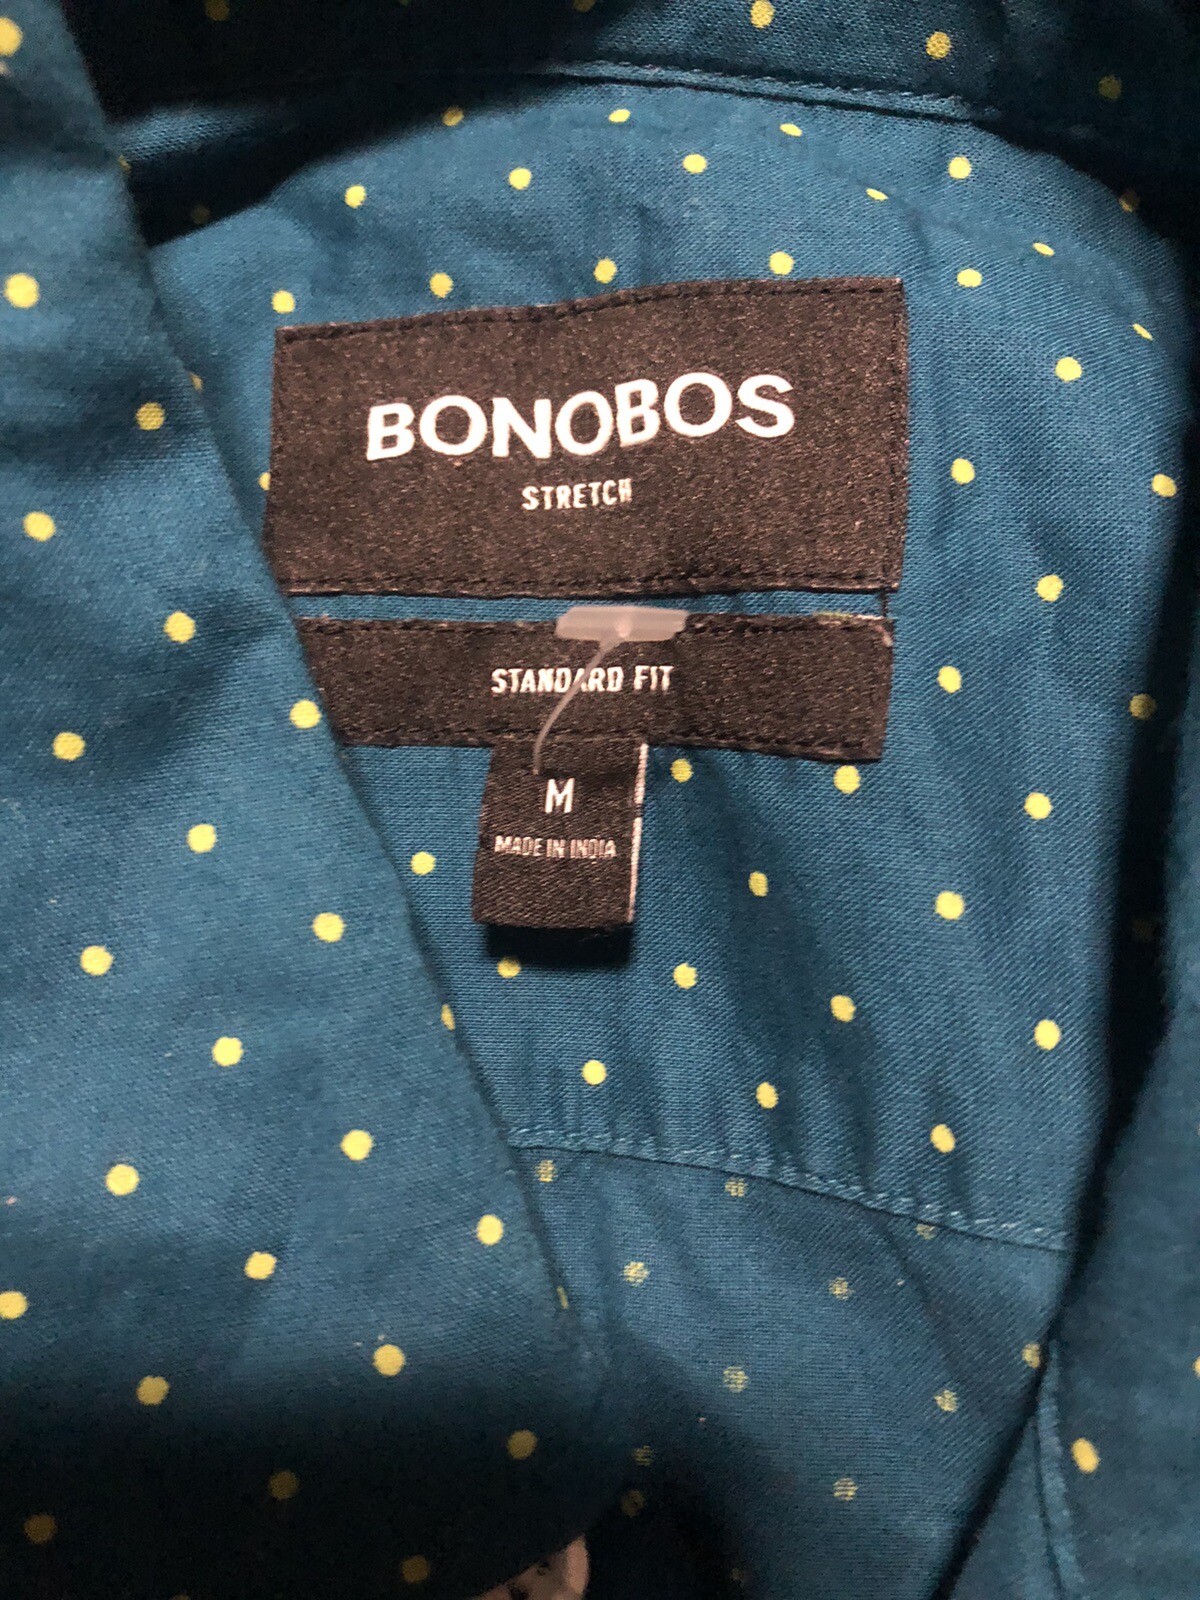 BONOBOS
STRETCH
STANDARD FIT
M
MADE IN INDIA